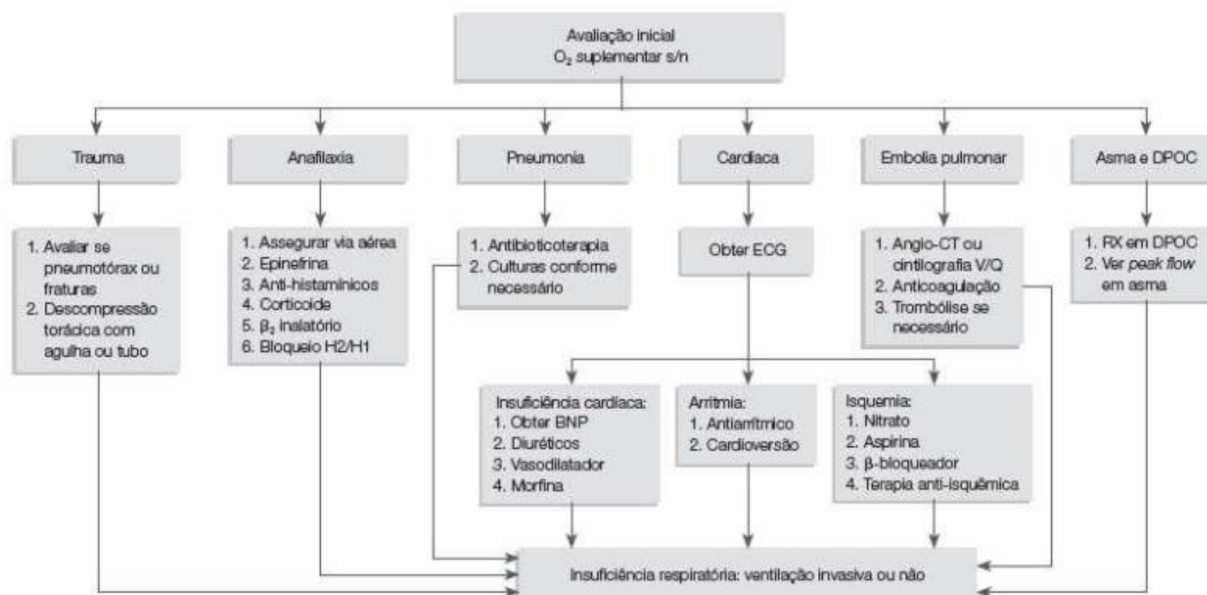 Avaliação inicial
O₂ suplementar s/n
Trauma
Anafilaxia
Pneumonia
Cardíaca
Embolia pulmonar
Asma e DPOC
1. Avaliar se
pneumotórax ou
fraturas
2. Descompressão
torácica com
agulha ou tubo
1. Assegurar via aérea
2. Epinefrina
3. Anti-histamínicos
4. Corticoide
5. β₂ inalatório
6. Bloqueio H2/H1
1. Antibioticoterapia
2. Culturas conforme
necessário
Obter ECG
1. Angio-CT ou
cintilografia V/Q
2. Anticoagulação
3. Trombólise se
necessário
1. RX em DPOC
2. Ver peak flow
em asma
Insuficiência cardíaca:
1. Obter BNP
2. Diuréticos
3. Vasodilatador
4. Morfina
Arritmia:
1. Antiarrítmico
2. Cardioversão
Isquemia:
1. Nitrato
2. Aspirina
3. β-bloqueador
4. Terapia anti-isquêmica
Insuficiência respiratória: ventilação invasiva ou não